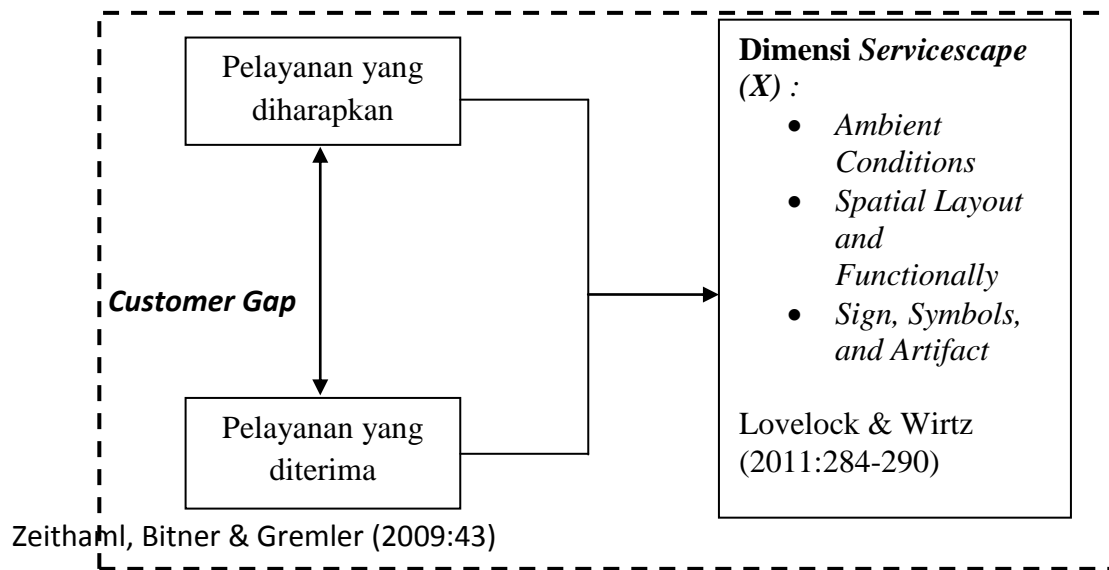 Pelayanan yang
diharapkan
Customer Gap
Pelayanan yang
diterima
Zeithaml, Bitner & Gremler (2009:43)
Dimensi Servicescape
(X) :
• Ambient
Conditions
• Spatial Layout
and
Functionally
• Sign, Symbols,
and Artifact
Lovelock & Wirtz
(2011:284-290)